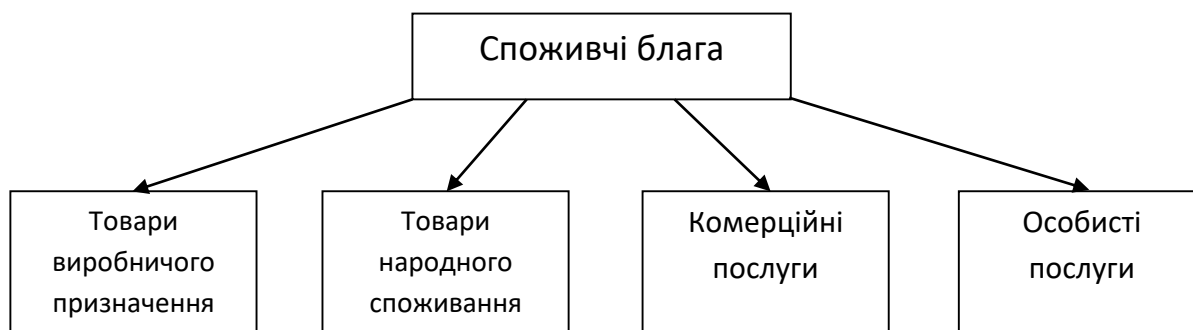 Споживчі блага
Товари
виробничого
призначення
Товари
народного
споживання
Комерційні
послуги
Особисті
послуги